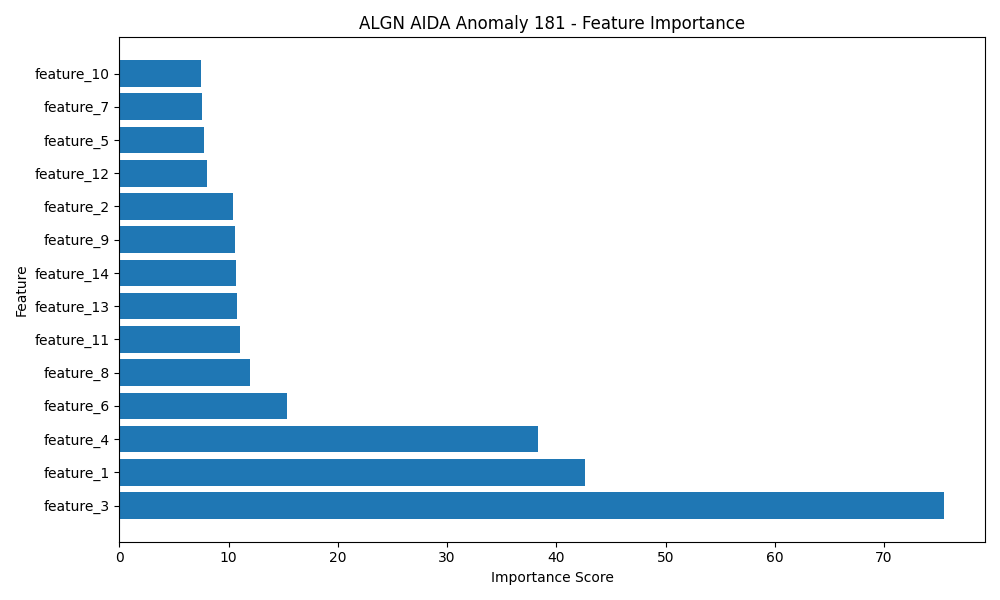 ALGN AIDA Anomaly 181 - Feature Importance
feature_10
feature_7
feature_5
feature_12
feature_2
feature_9
feature_14
feature_13
feature_11
feature_8
feature_6
feature_4
feature_1
feature_3
Feature
0 10 20 30 40 50 60 70
Importance Score